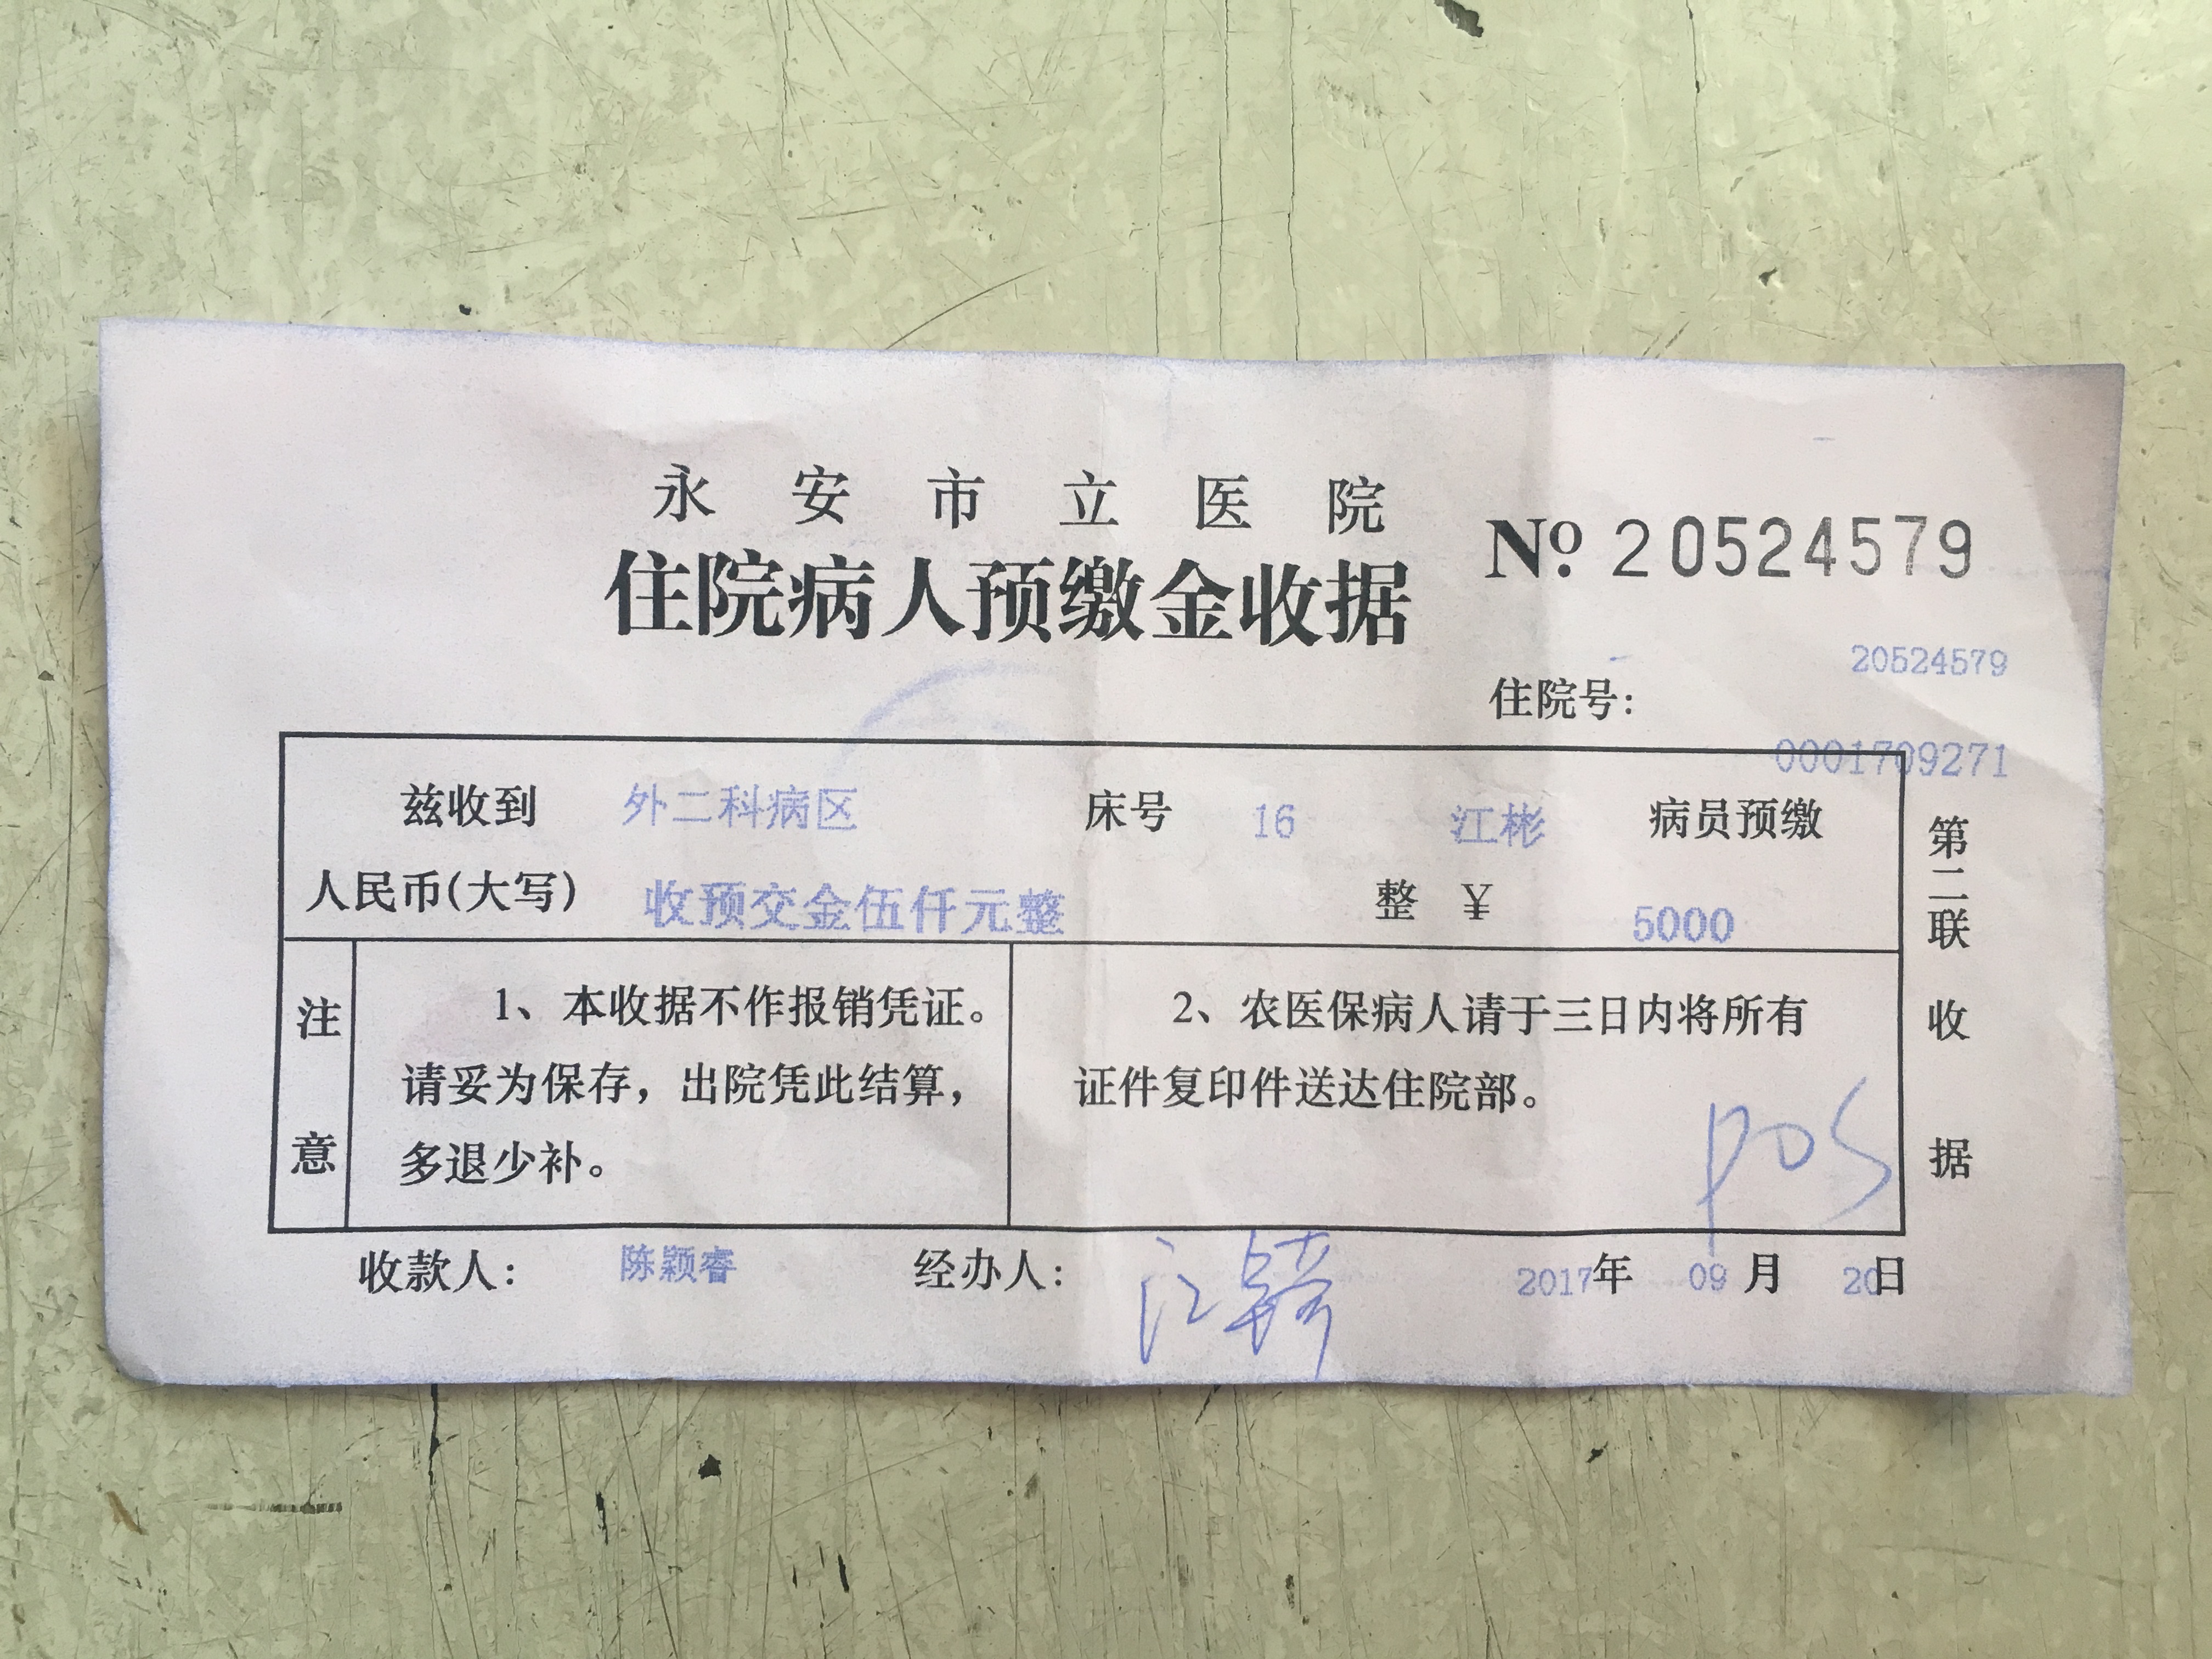 永安市立医院
住院病人预缴金收据 № 20524579
20524579
住院号：
0001709271
兹收到 外二科病区 床号 16 江彬 病员预缴
人民币(大写) 收预交金伍仟元整 整 ￥ 5000
注意
1、本收据不作报销凭证。
请妥为保存，出院凭此结算，
多退少补。
2、农医保病人请于三日内将所有
证件复印件送达住院部。
第二联
收据
收款人： 陈颖睿 经办人： 2017年 09月 20日